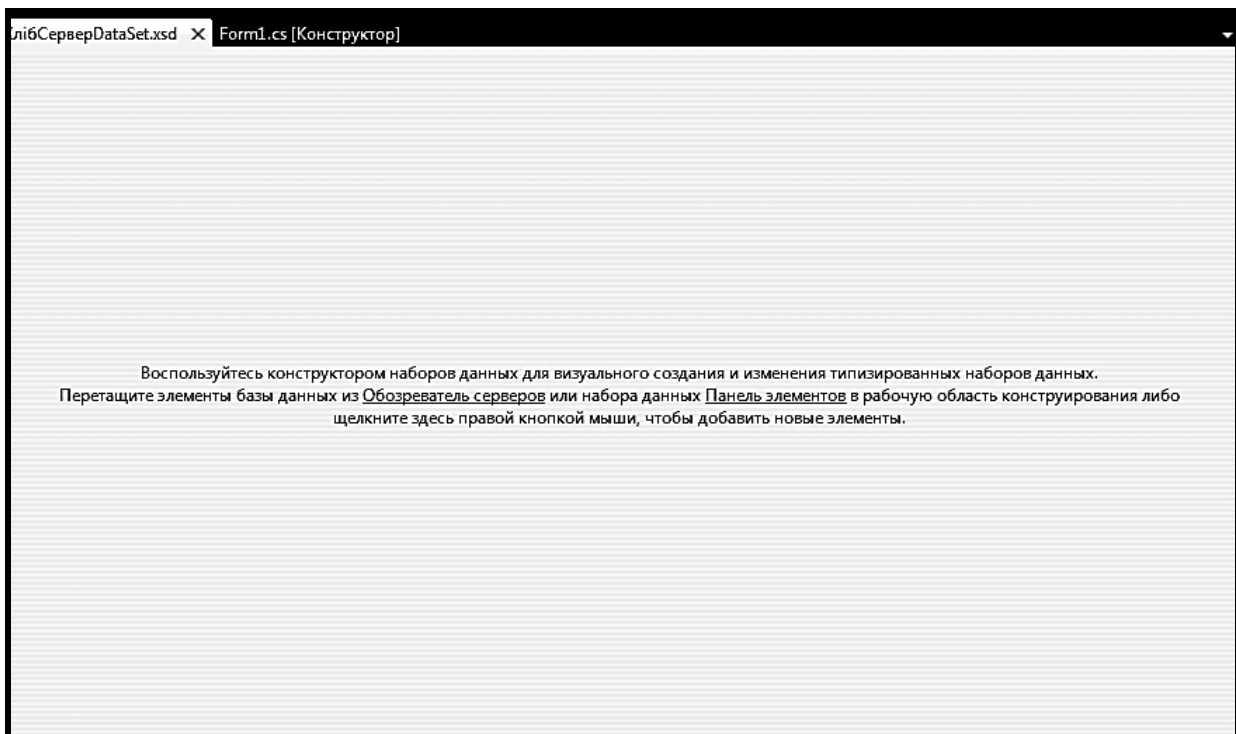 лібСерверDataSet.xsd X Form1.cs [Конструктор]
Воспользуйтесь конструктором наборов данных для визуального создания и изменения типизированных наборов данных.
Перетащите элементы базы данных из Обозреватель серверов или набора данных Панель элементов в рабочую область конструирования либо
щелкните здесь правой кнопкой мыши, чтобы добавить новые элементы.